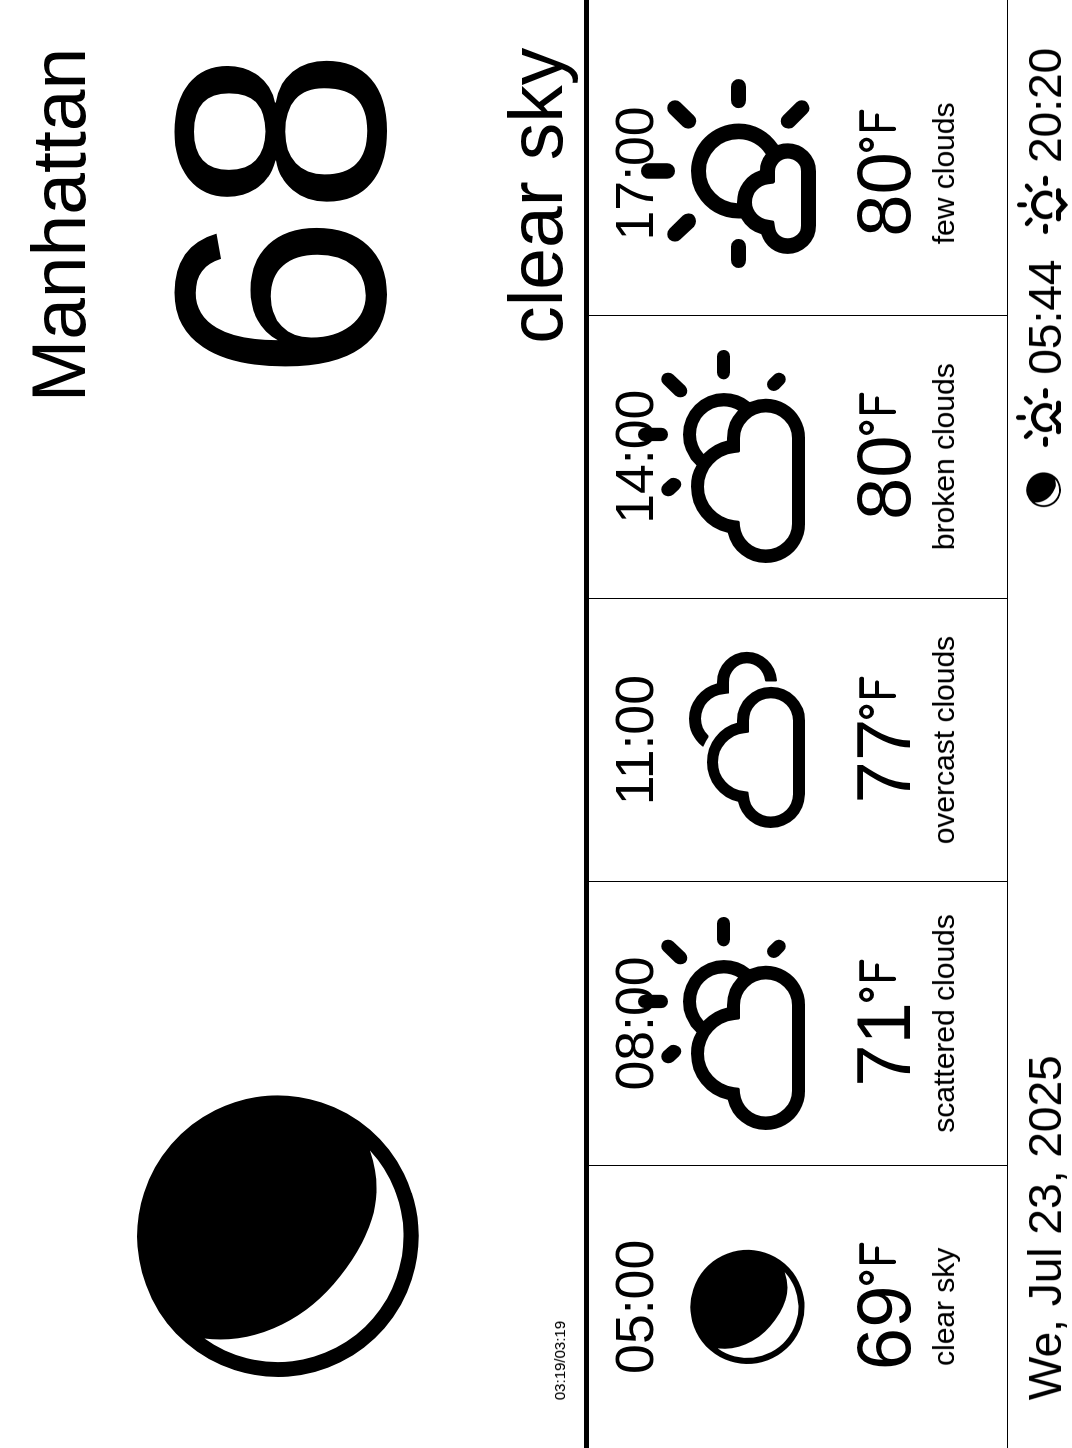 Manhattan
68
clear sky
03:19/03:19
05:00
69°F
clear sky
08:00
71°F
scattered clouds
11:00
77°F
overcast clouds
14:00
80°F
broken clouds
17:00
80°F
few clouds
We, Jul 23, 2025
05:44
20:20